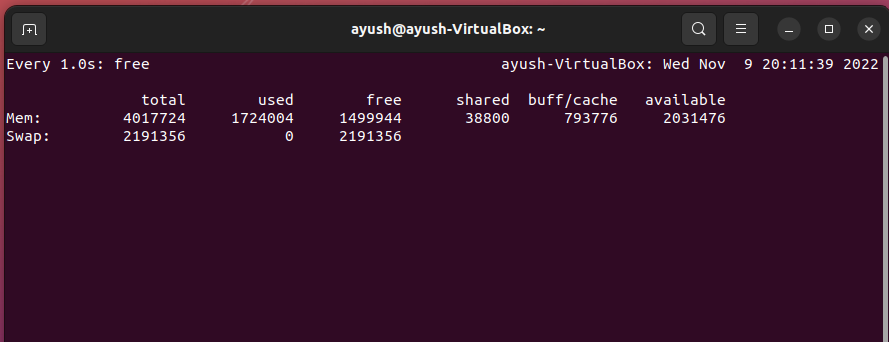 ayush@ayush-VirtualBox: ~
Every 1.0s: free ayush-VirtualBox: Wed Nov  9 20:11:39 2022
total used free shared buff/cache available
Mem: 4017724 1724004 1499944 38800 793776 2031476
Swap: 2191356 0 2191356